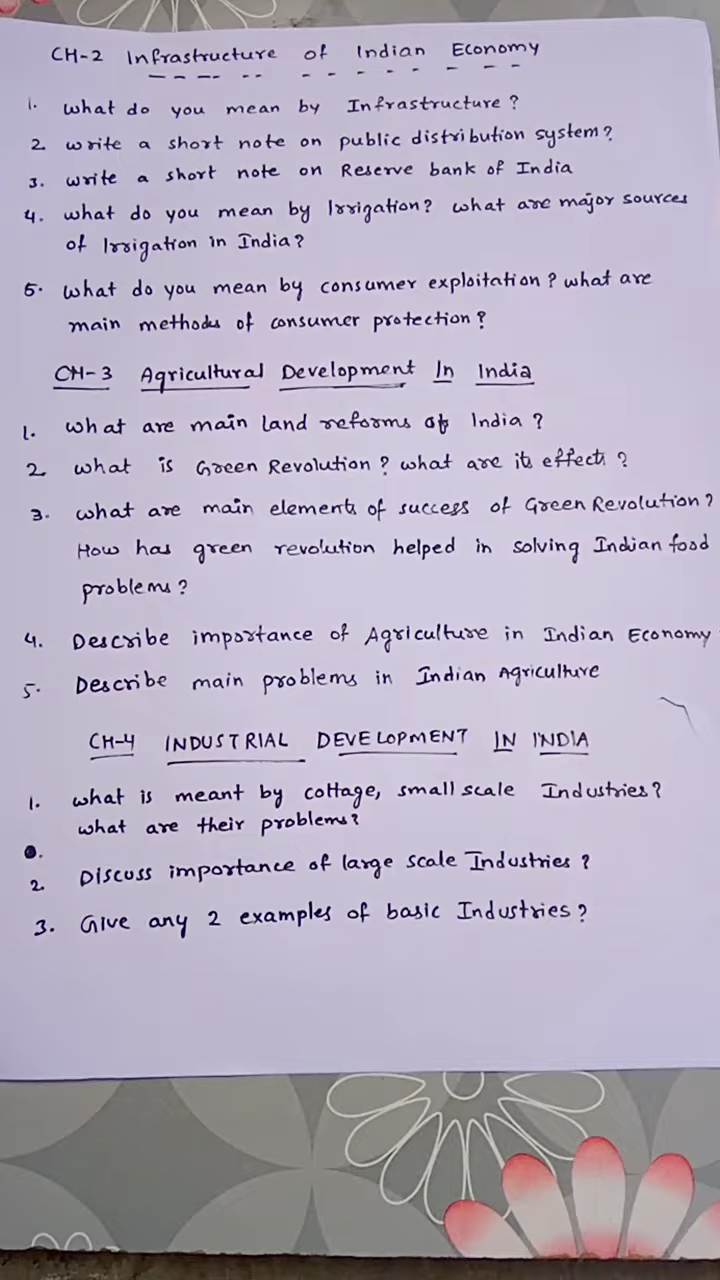 CH-2 Infrastructure of Indian Economy
1. what do you mean by Infrastructure?
2 write a short note on public distribution system?
3. write a short note on Reserve bank of India
4. what do you mean by Irrigation? what are major sources
of Irrigation in India?
5. what do you mean by consumer exploitation? what are
main methods of consumer protection?
CH-3 Agricultural Development In India
1. what are main land reforms of India?
2 what is Green Revolution? what are its effects?
3. what are main elements of success of Green Revolution?
How has green revolution helped in solving Indian food
problems?
4. Describe importance of Agriculture in Indian Economy.
5. Describe main problems in Indian Agriculture
CH-4 INDUSTRIAL DEVELOPMENT IN INDIA
1. what is meant by cottage, small scale Industries?
what are their problems?
2 Discuss importance of large scale Industries?
3. Give any 2 examples of basic Industries?